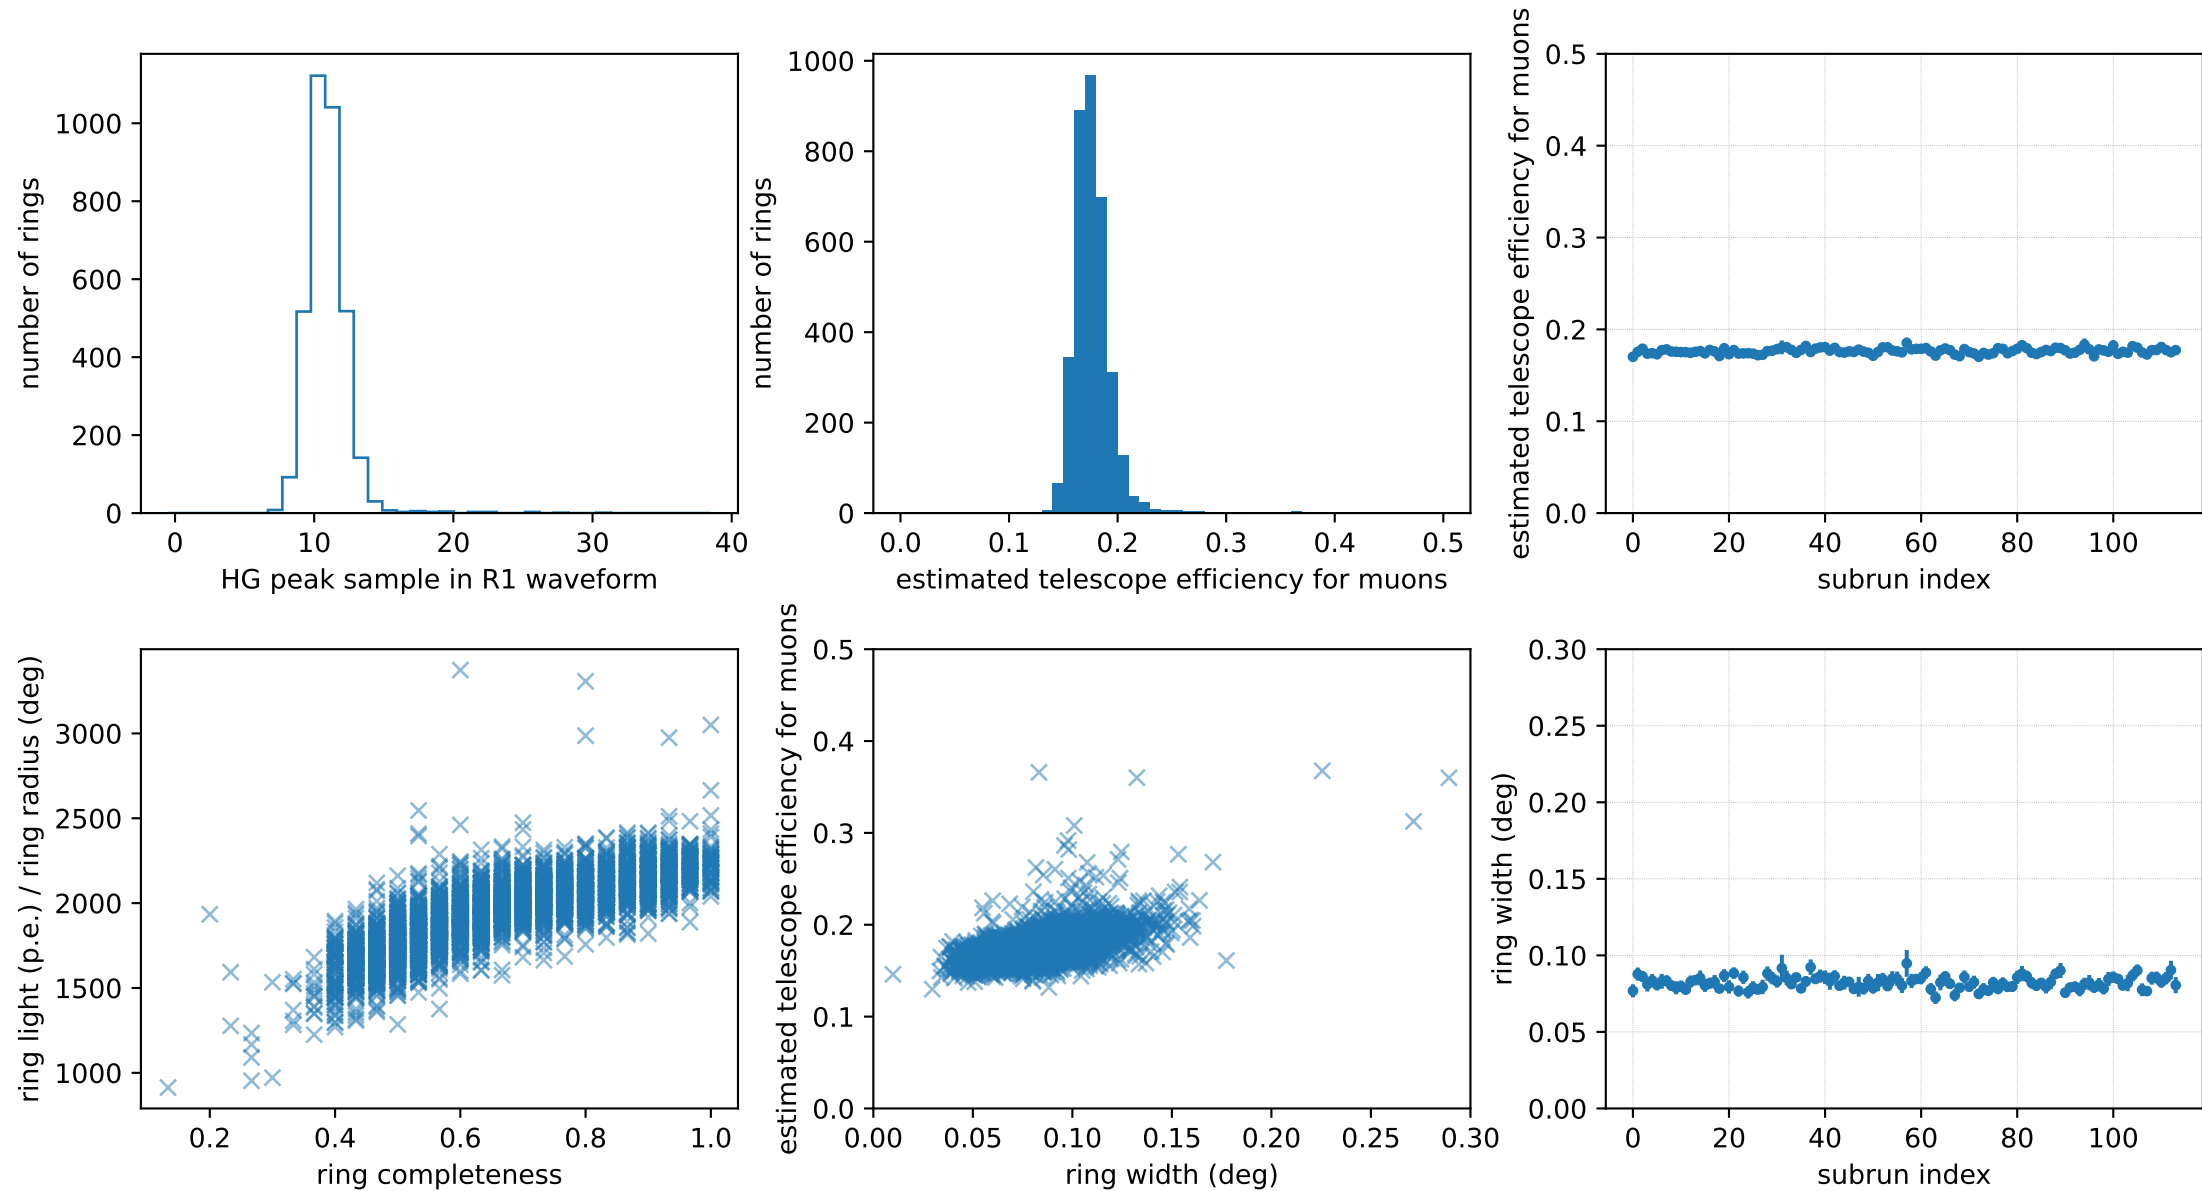 number of rings
1000
800
600
400
200
0
0 10 20 30 40
HG peak sample in R1 waveform
number of rings
1000
800
600
400
200
0
0.0 0.1 0.2 0.3 0.4 0.5
estimated telescope efficiency for muons
estimated telescope efficiency for muons
0.5
0.4
0.3
0.2
0.1
0.0
0 20 40 60 80 100
subrun index
ring light (p.e.) / ring radius (deg)
3000
2500
2000
1500
1000
0.2 0.4 0.6 0.8 1.0
ring completeness
estimated telescope efficiency for muons
0.5
0.4
0.3
0.2
0.1
0.0
0.00 0.05 0.10 0.15 0.20 0.25 0.30
ring width (deg)
ring width (deg)
0.30
0.25
0.20
0.15
0.10
0.05
0.00
0 20 40 60 80 100
subrun index